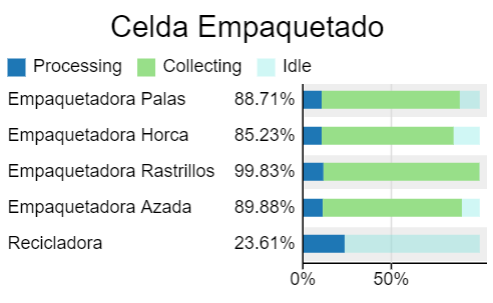 Celda Empaquetado
Processing Collecting Idle
Empaquetadora Palas 88.71%
Empaquetadora Horca 85.23%
Empaquetadora Rastrillos 99.83%
Empaquetadora Azada 89.88%
Recicladora 23.61%
0% 50%